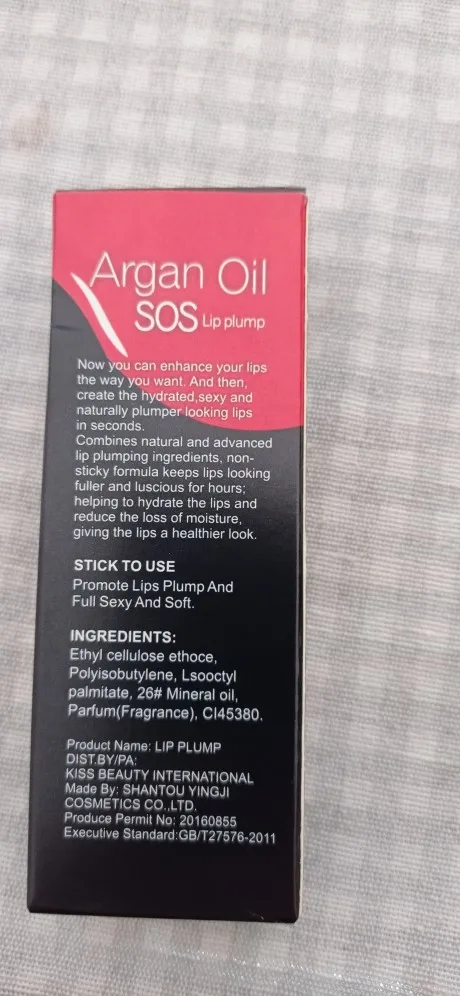 Argan Oil
SOS Lip plump
Now you can enhance your lips
the way you want. And then,
create the hydrated,sexy and
naturally plumper looking lips
in seconds.
Combines natural and advanced
lip plumping ingredients, non-
sticky formula keeps lips looking
fuller and luscious for hours;
helping to hydrate the lips and
reduce the loss of moisture,
giving the lips a healthier look.
STICK TO USE
Promote Lips Plump And
Full Sexy And Soft.
INGREDIENTS:
Ethyl cellulose ethoce,
Polyisobutylene, Lsooctyl
palmitate, 26# Mineral oil,
Parfum(Fragrance), CI45380.
Product Name: LIP PLUMP
DIST.BY/PA:
KISS BEAUTY INTERNATIONAL
Made By: SHANTOU YINGJI
COSMETICS CO.,LTD.
Produce Permit No: 20160855
Executive Standard:GB/T27576-2011